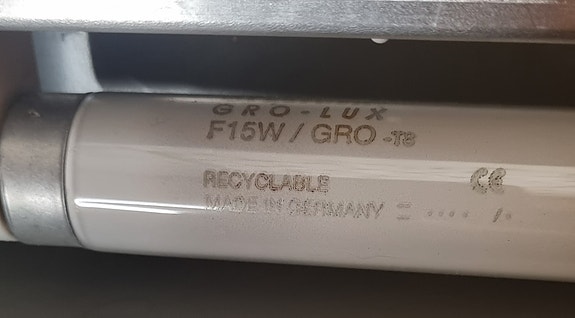 GRO-LUX
F15W / GRO -T8
RECYCLABLE
MADE IN GERMANY
CE